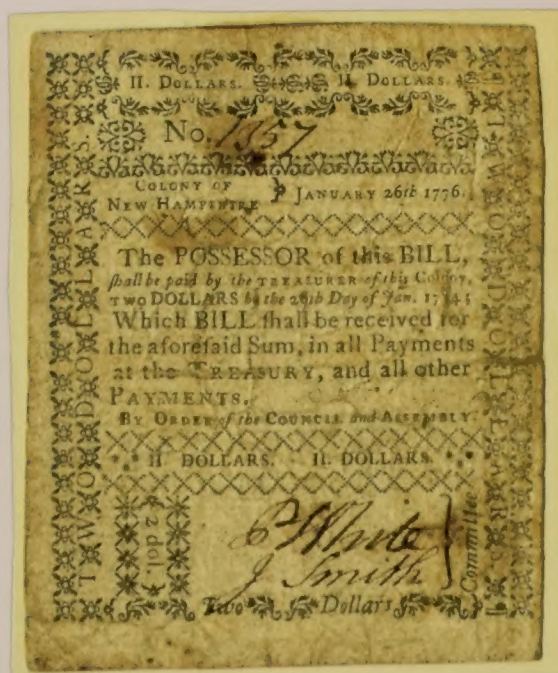 II. DOLLARS. II. DOLLARS.
No. 1357
COLONY OF
NEW HAMPSHIRE } JANUARY 26th 1776.
The POSSESSOR of this BILL,
shall be paid by the TREASURER of this Colony,
TWO DOLLARS by the 26th Day of Jan. 1784;
Which BILL shall be received for
the aforesaid Sum, in all Payments
at the TREASURY, and all other
PAYMENTS.
BY ORDER of the COUNCIL and ASSEMBLY.
II DOLLARS. II. DOLLARS.
2 dol.
P White
J Smith
Committee
Two Dollars
TWO DOLLARS.
TWO DOLLARS